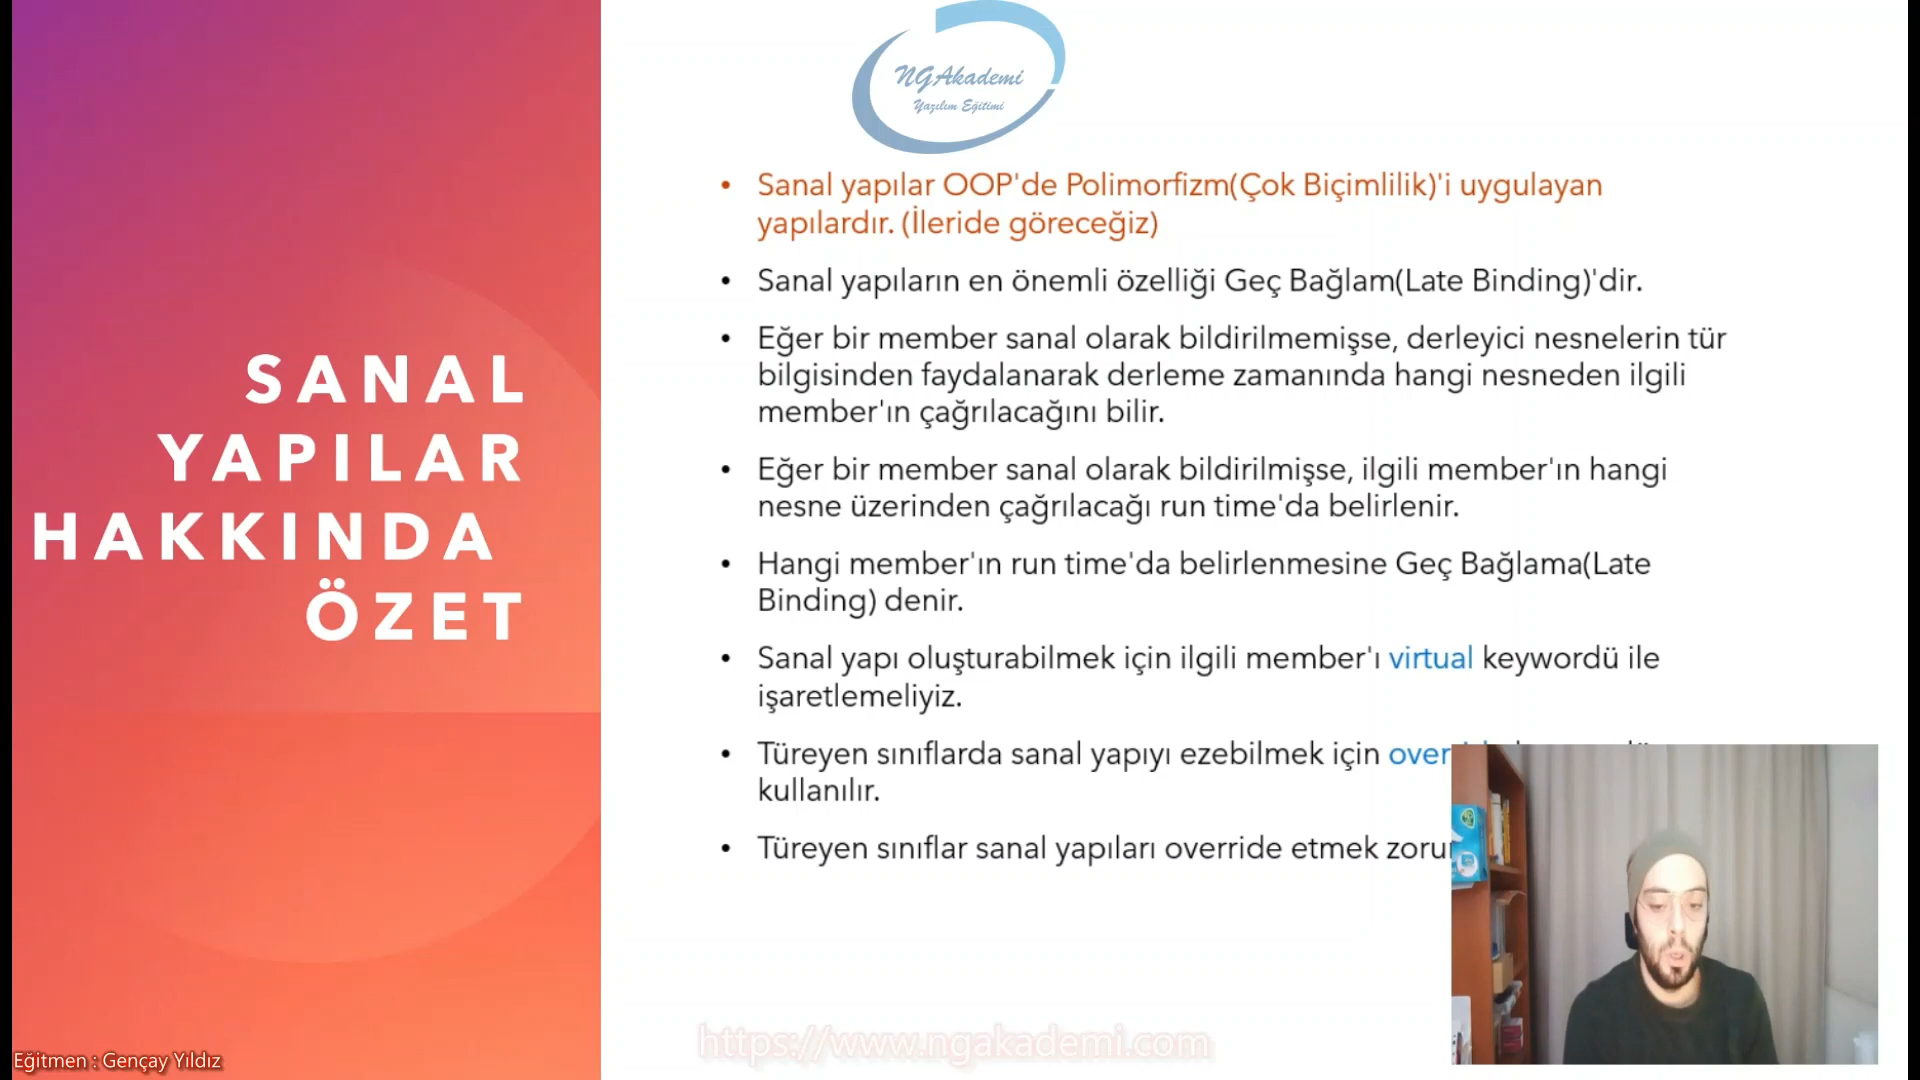 SANAL
YAPILAR
HAKKINDA
ÖZET
NGAkademi
Yazılım Eğitimi
• Sanal yapılar OOP'de Polimorfizm(Çok Biçimlilik)'i uygulayan
yapılardır. (İleride göreceğiz)
• Sanal yapıların en önemli özelliği Geç Bağlam(Late Binding)'dir.
• Eğer bir member sanal olarak bildirilmemişse, derleyici nesnelerin tür
bilgisinden faydalanarak derleme zamanında hangi nesneden ilgili
member'ın çağrılacağını bilir.
• Eğer bir member sanal olarak bildirilmişse, ilgili member'ın hangi
nesne üzerinden çağrılacağı run time'da belirlenir.
• Hangi member'ın run time'da belirlenmesine Geç Bağlama(Late
Binding) denir.
• Sanal yapı oluşturabilmek için ilgili member'ı virtual keywordü ile
işaretlemeliyiz.
• Türeyen sınıflarda sanal yapıyı ezebilmek için
kullanılır.
• Türeyen sınıflar sanal yapıları override etmek
https://www.ngakademi.com
Eğitmen : Gençay Yıldız